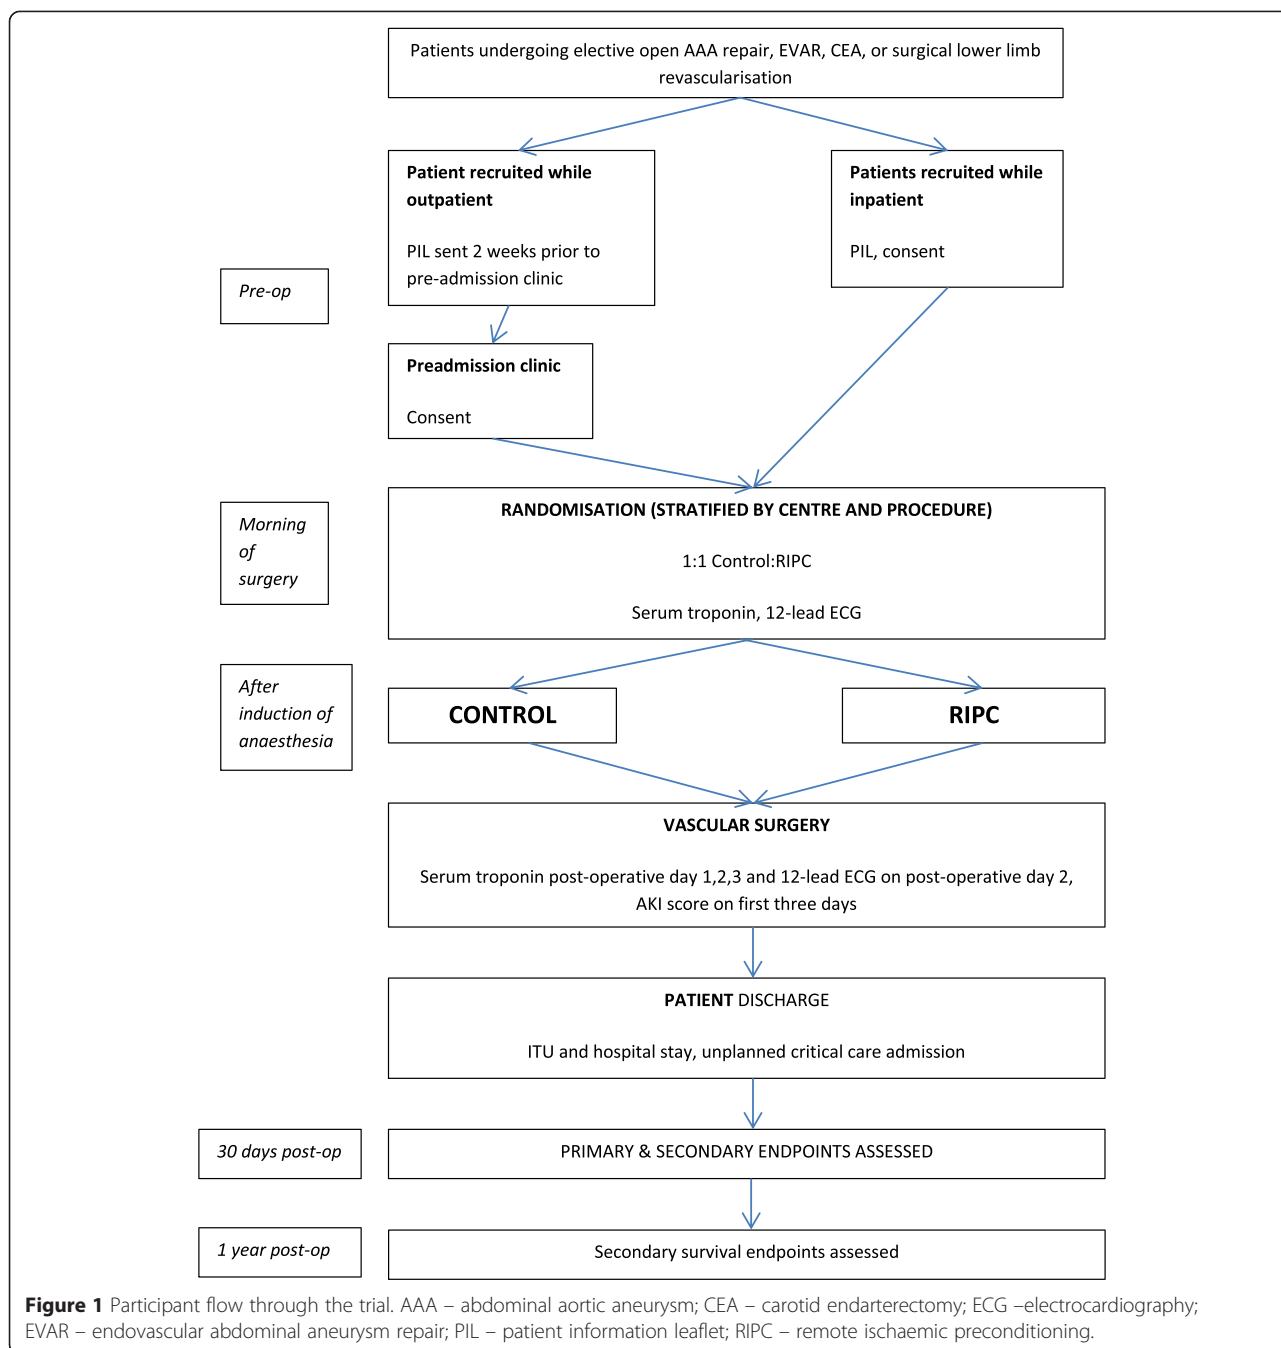 Patients undergoing elective open AAA repair, EVAR, CEA, or surgical lower limb
revascularisation
Patient recruited while
outpatient
PIL sent 2 weeks prior to
pre-admission clinic
Patients recruited while
inpatient
PIL, consent
Pre-op
Preadmission clinic
Consent
Morning
of
surgery
RANDOMISATION (STRATIFIED BY CENTRE AND PROCEDURE)
1:1 Control:RIPC
Serum troponin, 12-lead ECG
After
induction of
anaesthesia
CONTROL
RIPC
VASCULAR SURGERY
Serum troponin post-operative day 1,2,3 and 12-lead ECG on post-operative day 2,
AKI score on first three days
PATIENT DISCHARGE
ITU and hospital stay, unplanned critical care admission
30 days post-op
PRIMARY & SECONDARY ENDPOINTS ASSESSED
1 year post-op
Secondary survival endpoints assessed
Figure 1 Participant flow through the trial. AAA – abdominal aortic aneurysm; CEA – carotid endarterectomy; ECG –electrocardiography;
EVAR – endovascular abdominal aneurysm repair; PIL – patient information leaflet; RIPC – remote ischaemic preconditioning.